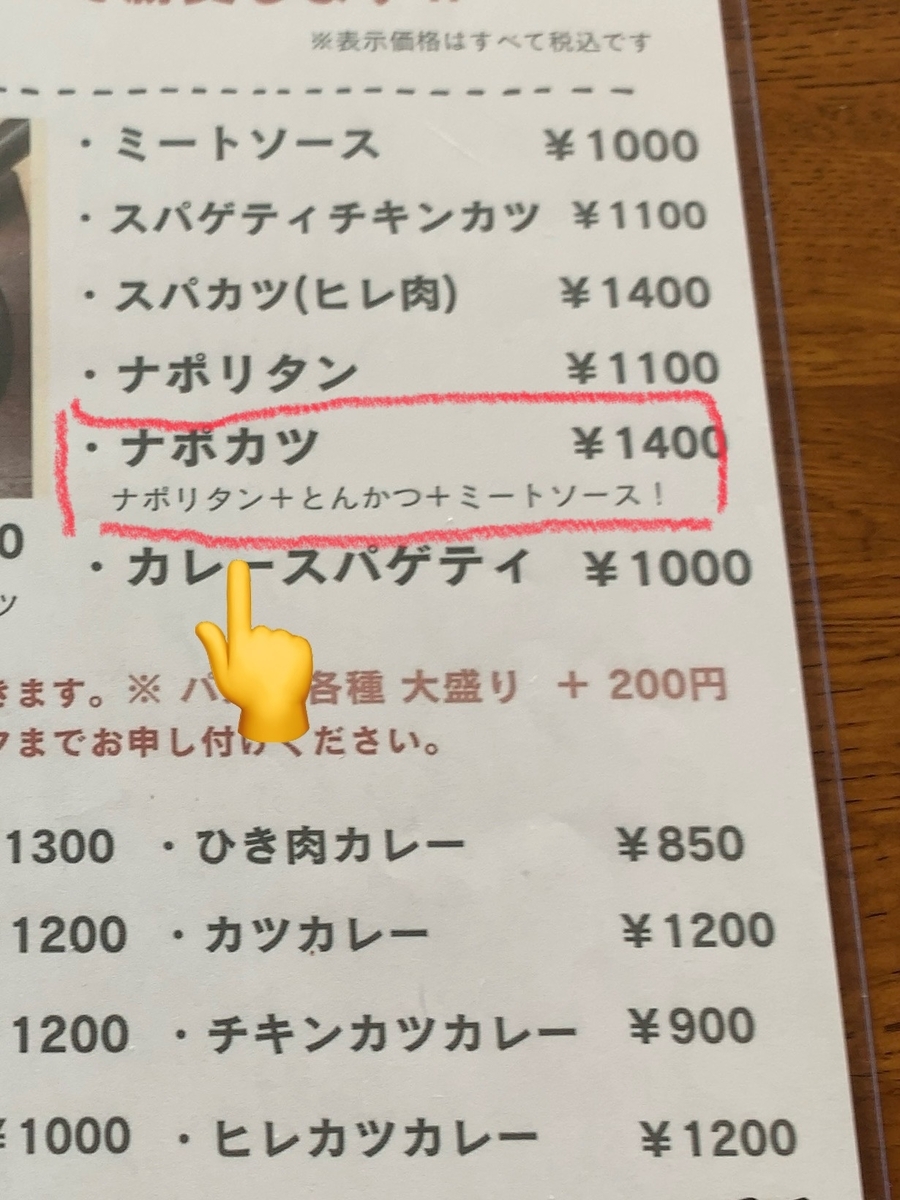 ※表示価格はすべて税込です
・ミートソース ¥1000
・スパゲティチキンカツ ¥1100
・スパカツ(ヒレ肉) ¥1400
・ナポリタン ¥1100
・ナポカツ ¥1400
ナポリタン＋とんかつ＋ミートソース！
0 ・カレースパゲティ ¥1000
ツ
きます。※ 各種 大盛り ＋ 200円
までお申し付けください。
1300 ・ひき肉カレー ¥850
1200 ・カツカレー ¥1200
1200 ・チキンカツカレー ¥900
¥1000 ・ヒレカツカレー ¥1200